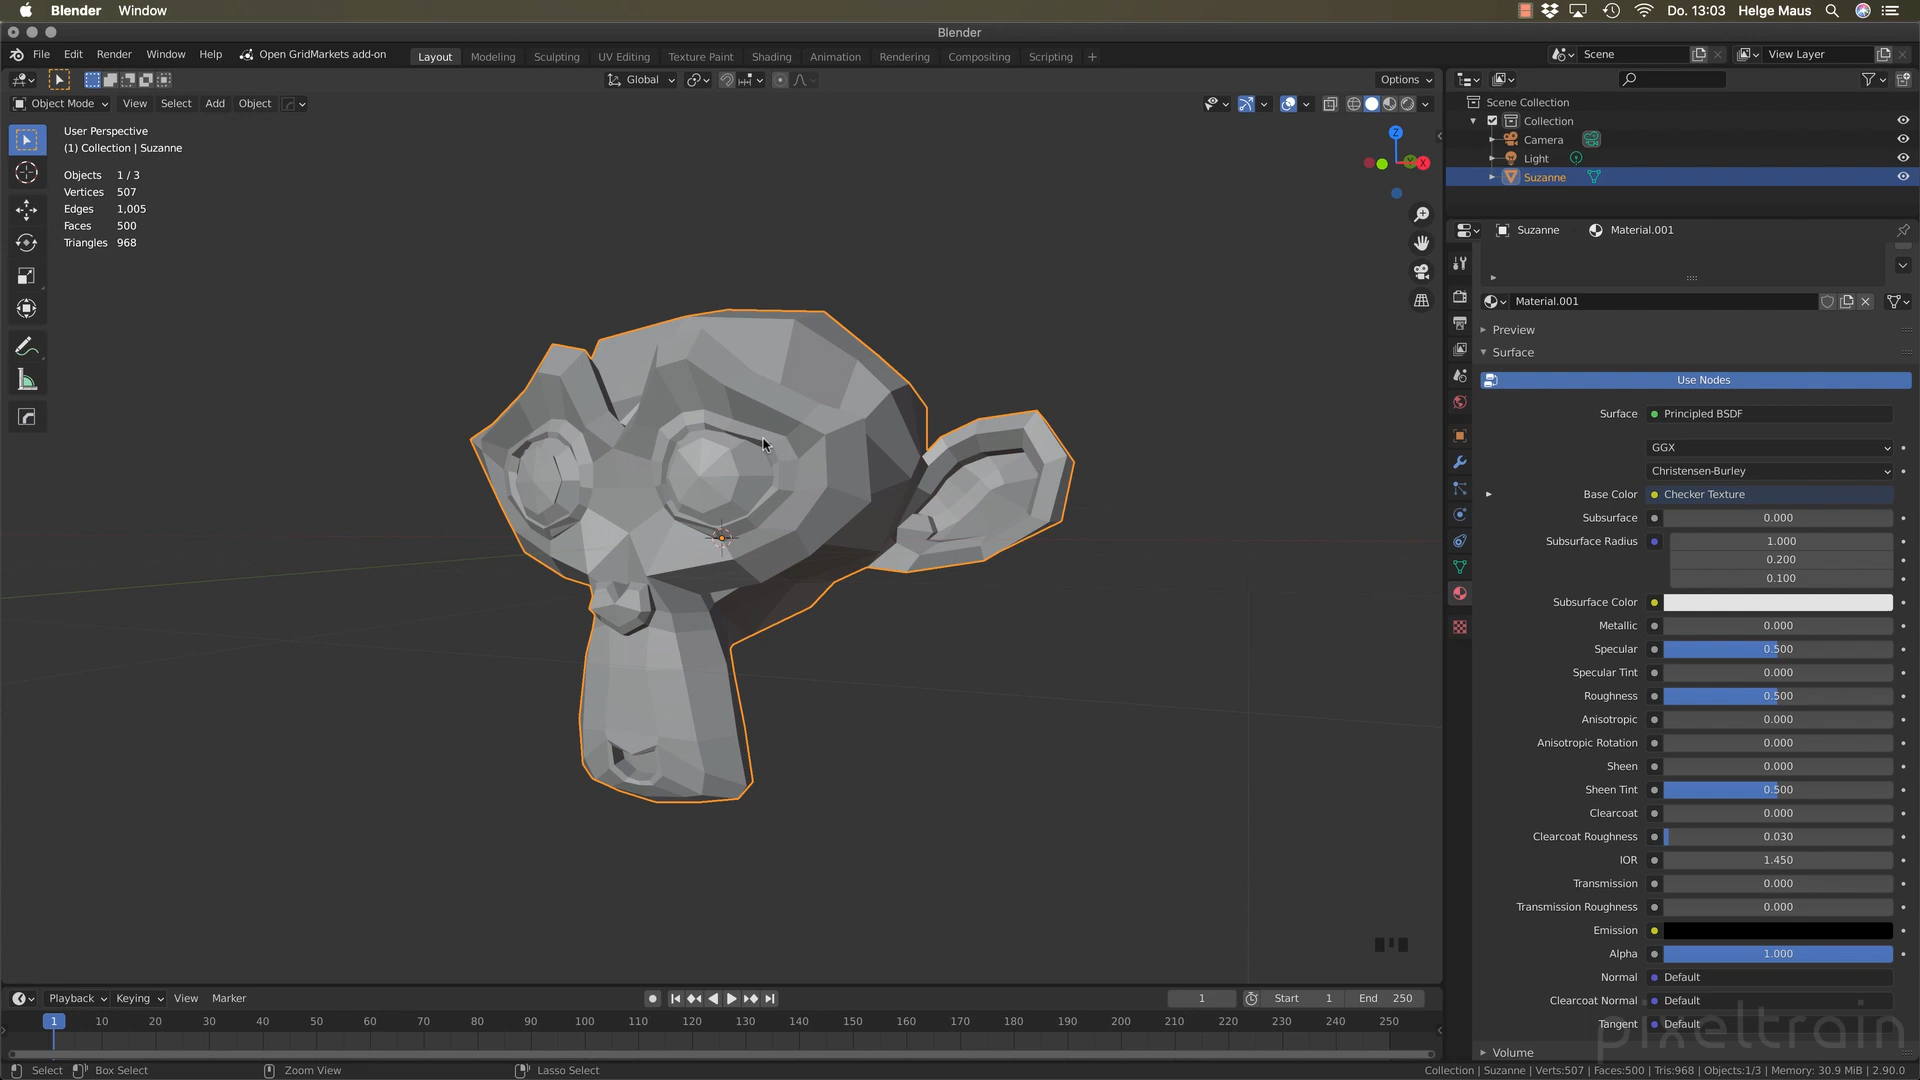 Blender Window Do. 13:03 Helge Maus
Blender
File Edit Render Window Help Open GridMarkets add-on Layout Modeling Sculpting UV Editing Texture Paint Shading Animation Rendering Compositing Scripting + Scene View Layer
Global Options
Object Mode View Select Add Object
User Perspective
(1) Collection | Suzanne
Objects 1 / 3
Vertices 507
Edges 1,005
Faces 500
Triangles 968
Z
Y
X
Scene Collection
Collection
Camera
Light
Suzanne
Suzanne Material.001
Material.001
Preview
Surface
Use Nodes
Surface Principled BSDF
GGX
Christensen-Burley
Base Color Checker Texture
Subsurface 0.000
Subsurface Radius 1.000
0.200
0.100
Subsurface Color
Metallic 0.000
Specular 0.500
Specular Tint 0.000
Roughness 0.500
Anisotropic 0.000
Anisotropic Rotation 0.000
Sheen 0.000
Sheen Tint 0.500
Clearcoat 0.000
Clearcoat Roughness 0.030
IOR 1.450
Transmission 0.000
Transmission Roughness 0.000
Emission
Alpha 1.000
Normal Default
Clearcoat Normal Default
Tangent Default
Volume
pixeltrain
Playback Keying View Marker 1 Start 1 End 250
1 10 20 30 40 50 60 70 80 90 100 110 120 130 140 150 160 170 180 190 200 210 220 230 240 250
Select Box Select Zoom View Lasso Select Collection | Suzanne | Verts:507 | Faces:500 | Tris:968 | Objects:1/3 | Memory: 30.9 MiB | 2.90.0